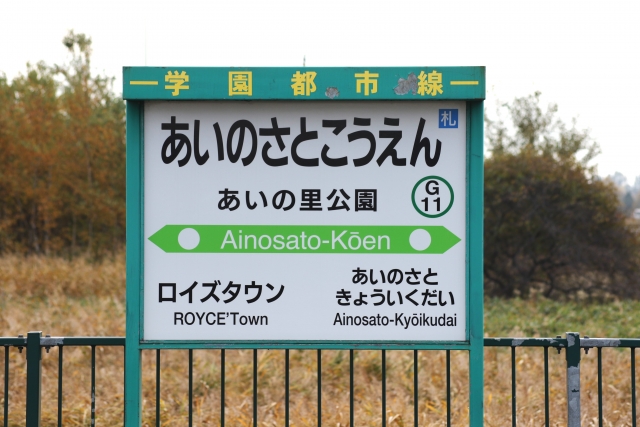 学園都市線
札
あいのさとこうえん
あいの里公園
G
11
Ainosato-Kōen
ロイズタウン
ROYCE'Town
あいのさと
きょういくだい
Ainosato-Kyōikudai